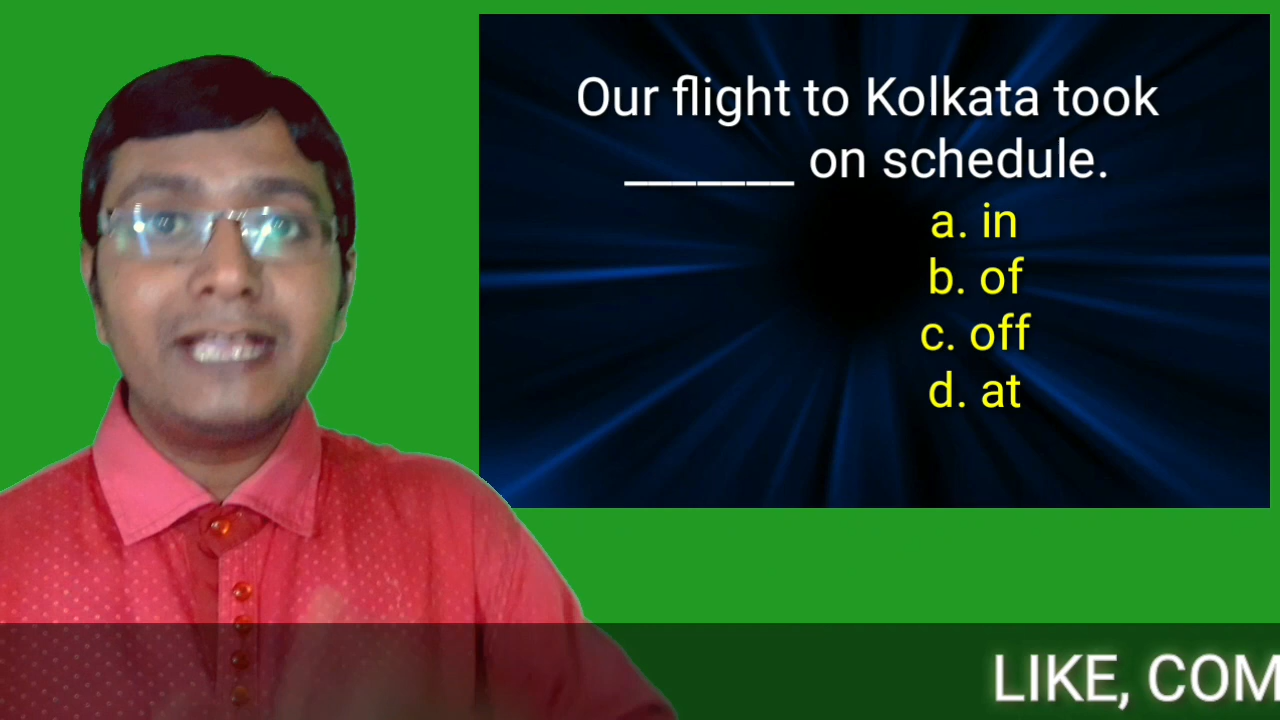 Our flight to Kolkata took
_______ on schedule.
a. in
b. of
c. off
d. at
LIKE, COM